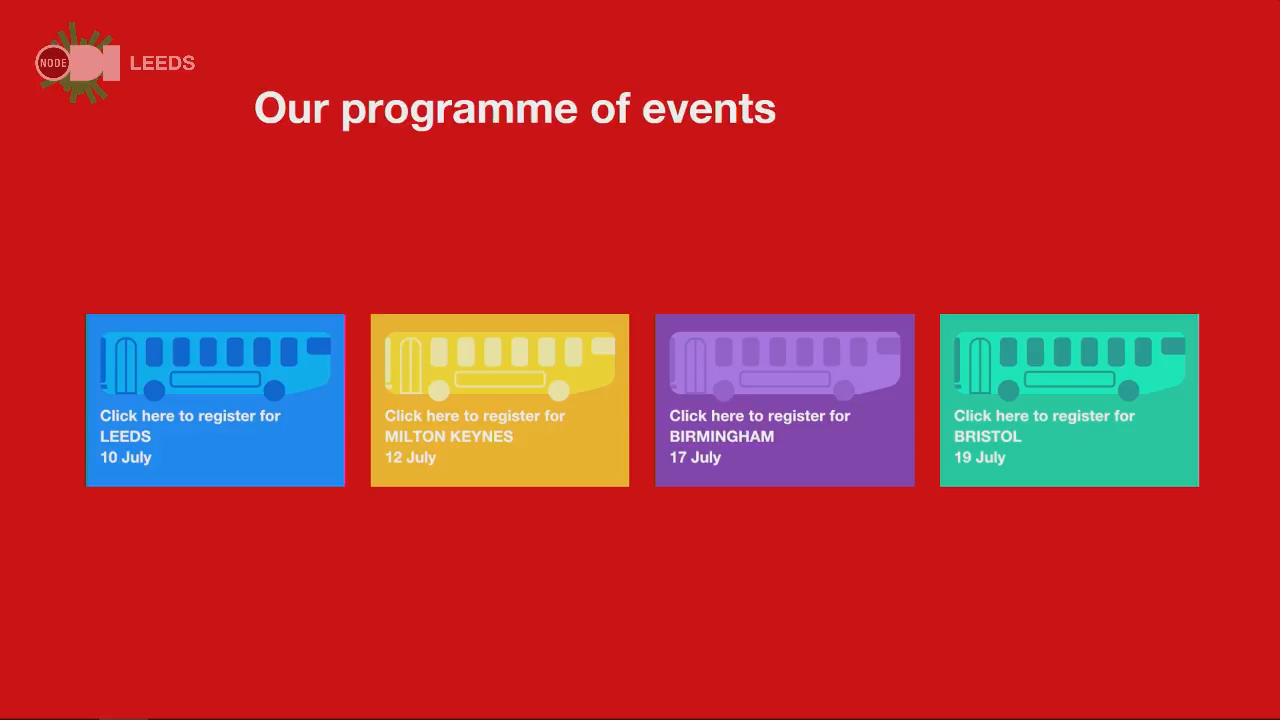 NODE
LEEDS
Our programme of events
Click here to register for
LEEDS
10 July
Click here to register for
MILTON KEYNES
12 July
Click here to register for
BIRMINGHAM
17 July
Click here to register for
BRISTOL
19 July